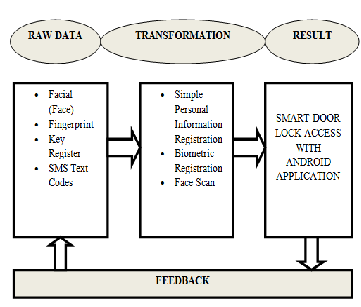 RAW DATA
TRANSFORMATION
RESULT
• Facial
(Face)
• Fingerprint
• Key
Register
• SMS Text
Codes
• Simple
Personal
Information
Registration
• Biometric
Registration
• Face Scan
SMART DOOR
LOCK ACCESS
WITH
ANDROID
APPLICATION
FEEDBACK